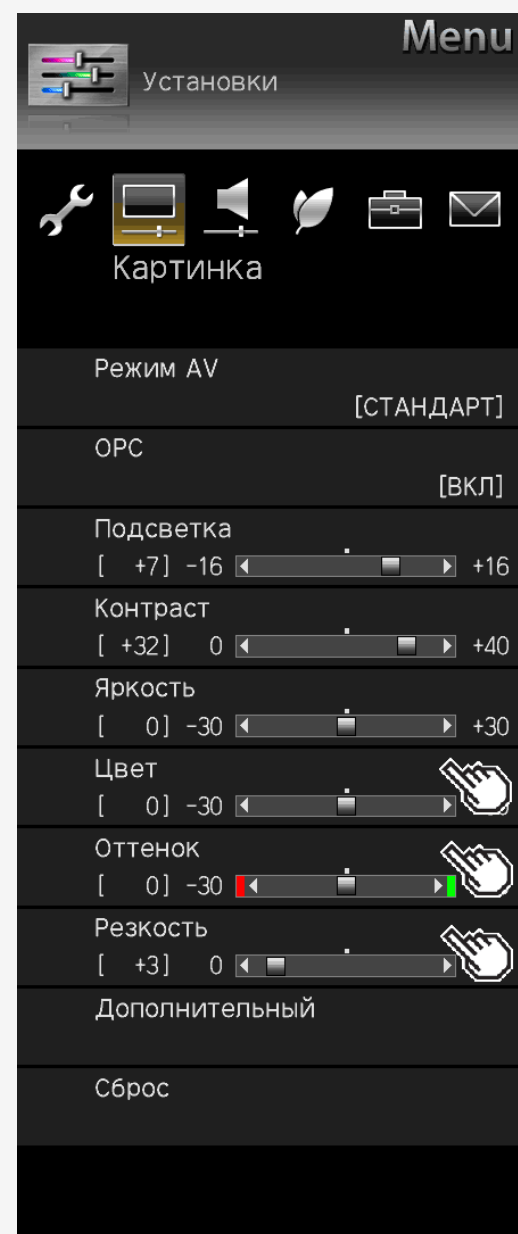 Menu
Установки
Картинка
Режим AV
[СТАНДАРТ]
OPC
[ВКЛ]
Подсветка
[ +7] -16 +16
Контраст
[ +32] 0 +40
Яркость
[ 0] -30 +30
Цвет
[ 0] -30
Оттенок
[ 0] -30
Резкость
[ +3] 0
Дополнительный
Сброс